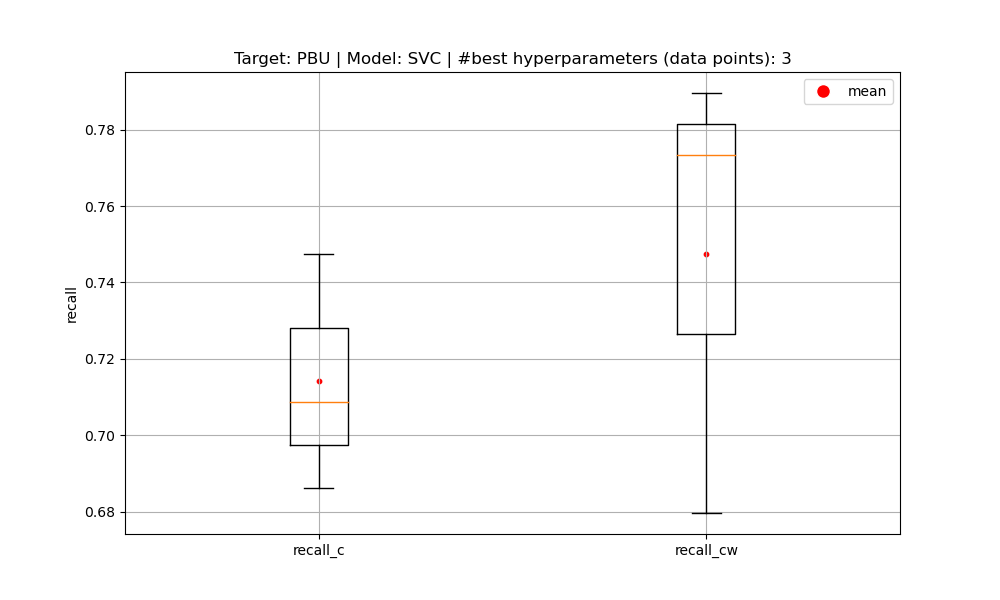 Target: PBU | Model: SVC | #best hyperparameters (data points): 3
mean
0.78
0.76
0.74
0.72
0.70
0.68
recall
recall_c
recall_cw